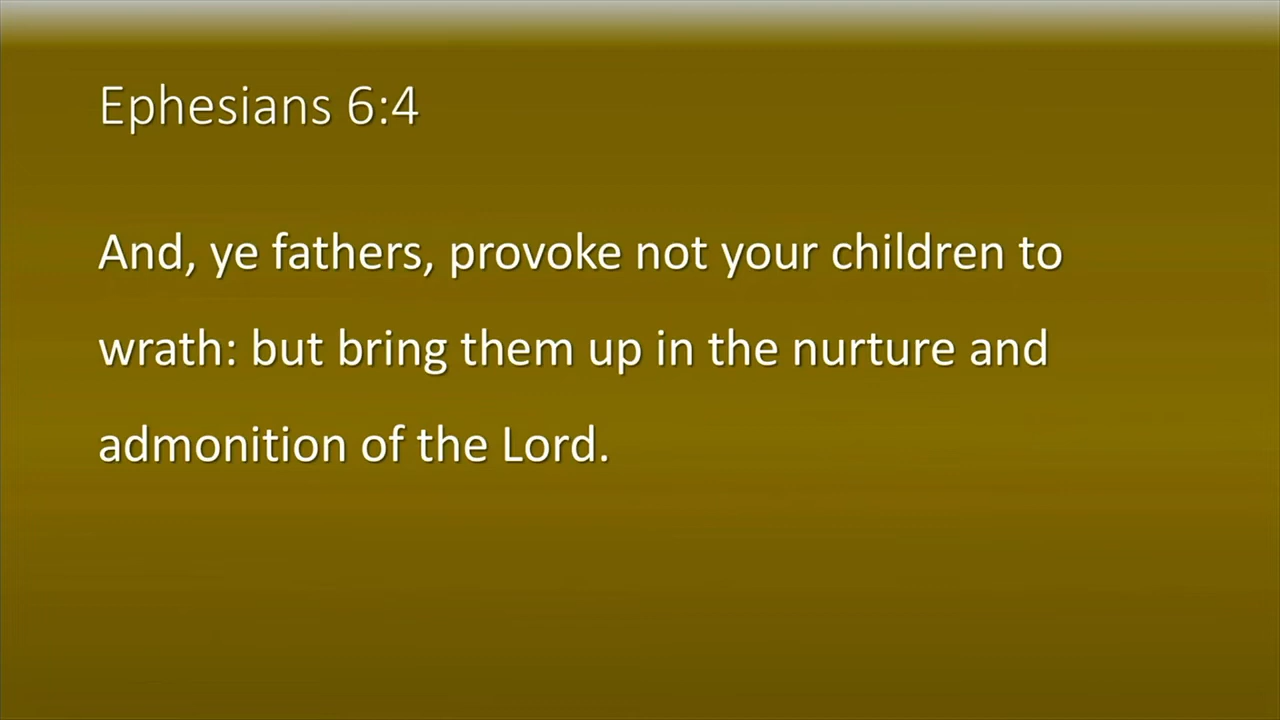 Ephesians 6:4
And, ye fathers, provoke not your children to
wrath: but bring them up in the nurture and
admonition of the Lord.